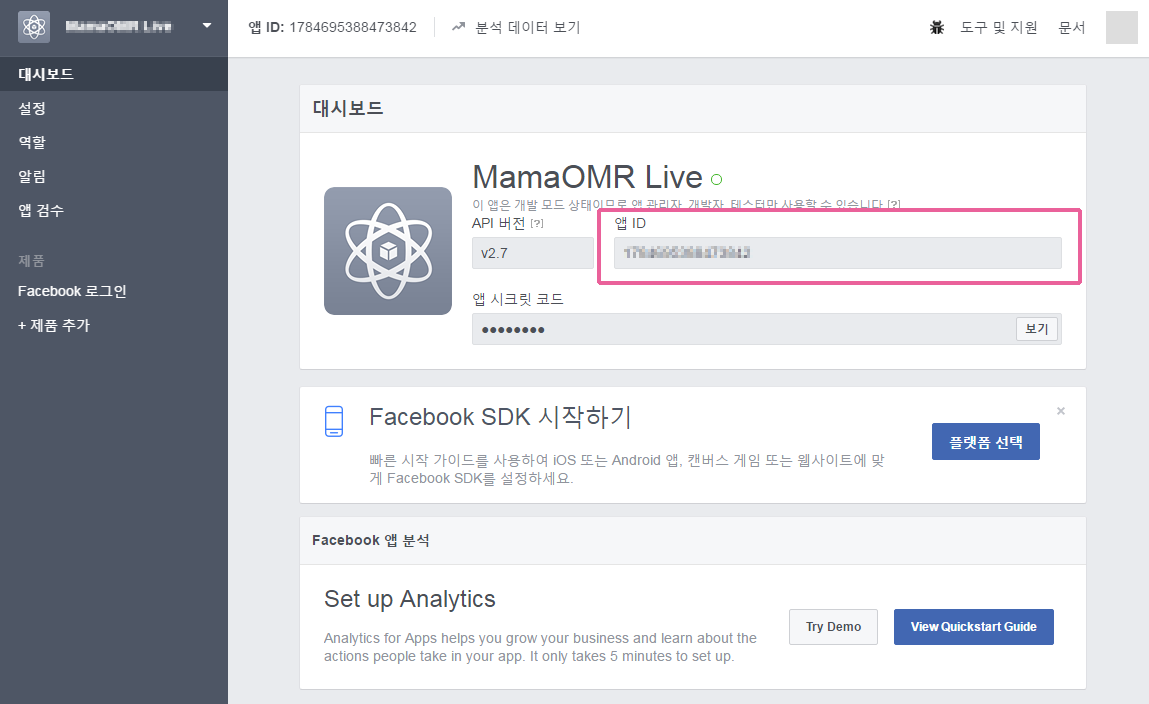 MamaOMR Live
앱 ID: 1784695388473842
분석 데이터 보기
도구 및 지원
문서
대시보드
설정
역할
알림
앱 검수
제품
Facebook 로그인
+ 제품 추가
대시보드
MamaOMR Live
이 앱은 개발 모드 상태이므로 앱 관리자, 개발자, 테스터만 사용할 수 있습니다 [?]
API 버전 [?]
앱 ID
v2.7
앱 시크릿 코드
●●●●●●●●
보기
Facebook SDK 시작하기
×
빠른 시작 가이드를 사용하여 iOS 또는 Android 앱, 캔버스 게임 또는 웹사이트에 맞
게 Facebook SDK를 설정하세요.
플랫폼 선택
Facebook 앱 분석
Set up Analytics
Analytics for Apps helps you grow your business and learn about the
actions people take in your app. It only takes 5 minutes to set up.
Try Demo
View Quickstart Guide